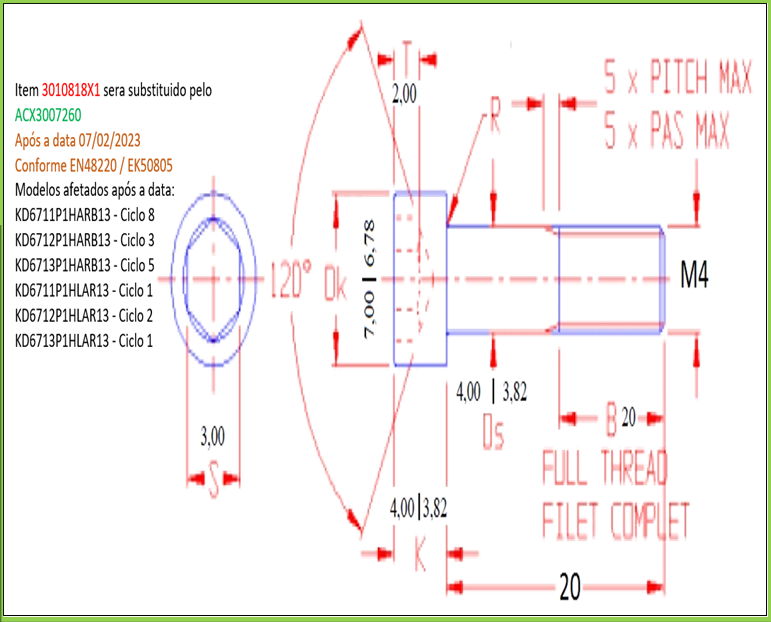 Item 3010818X1 sera substituido pelo
ACX3007260
Após a data 07/02/2023
Conforme EN48220 / EK50805
Modelos afetados após a data:
KD6711P1HARB13 - Ciclo 8
KD6712P1HARB13 - Ciclo 3
KD6713P1HARB13 - Ciclo 5
KD6711P1HLAR13 - Ciclo 1
KD6712P1HLAR13 - Ciclo 2
KD6713P1HLAR13 - Ciclo 1
T
2,00
R
5 x PITCH MAX
5 x PAS MAX
120°
Dk
7,00 | 6,78
M4
4,00 | 3,82
Ds
B 20
FULL THREAD
FILET COMPLET
3,00
S
4,00 | 3,82
K
20